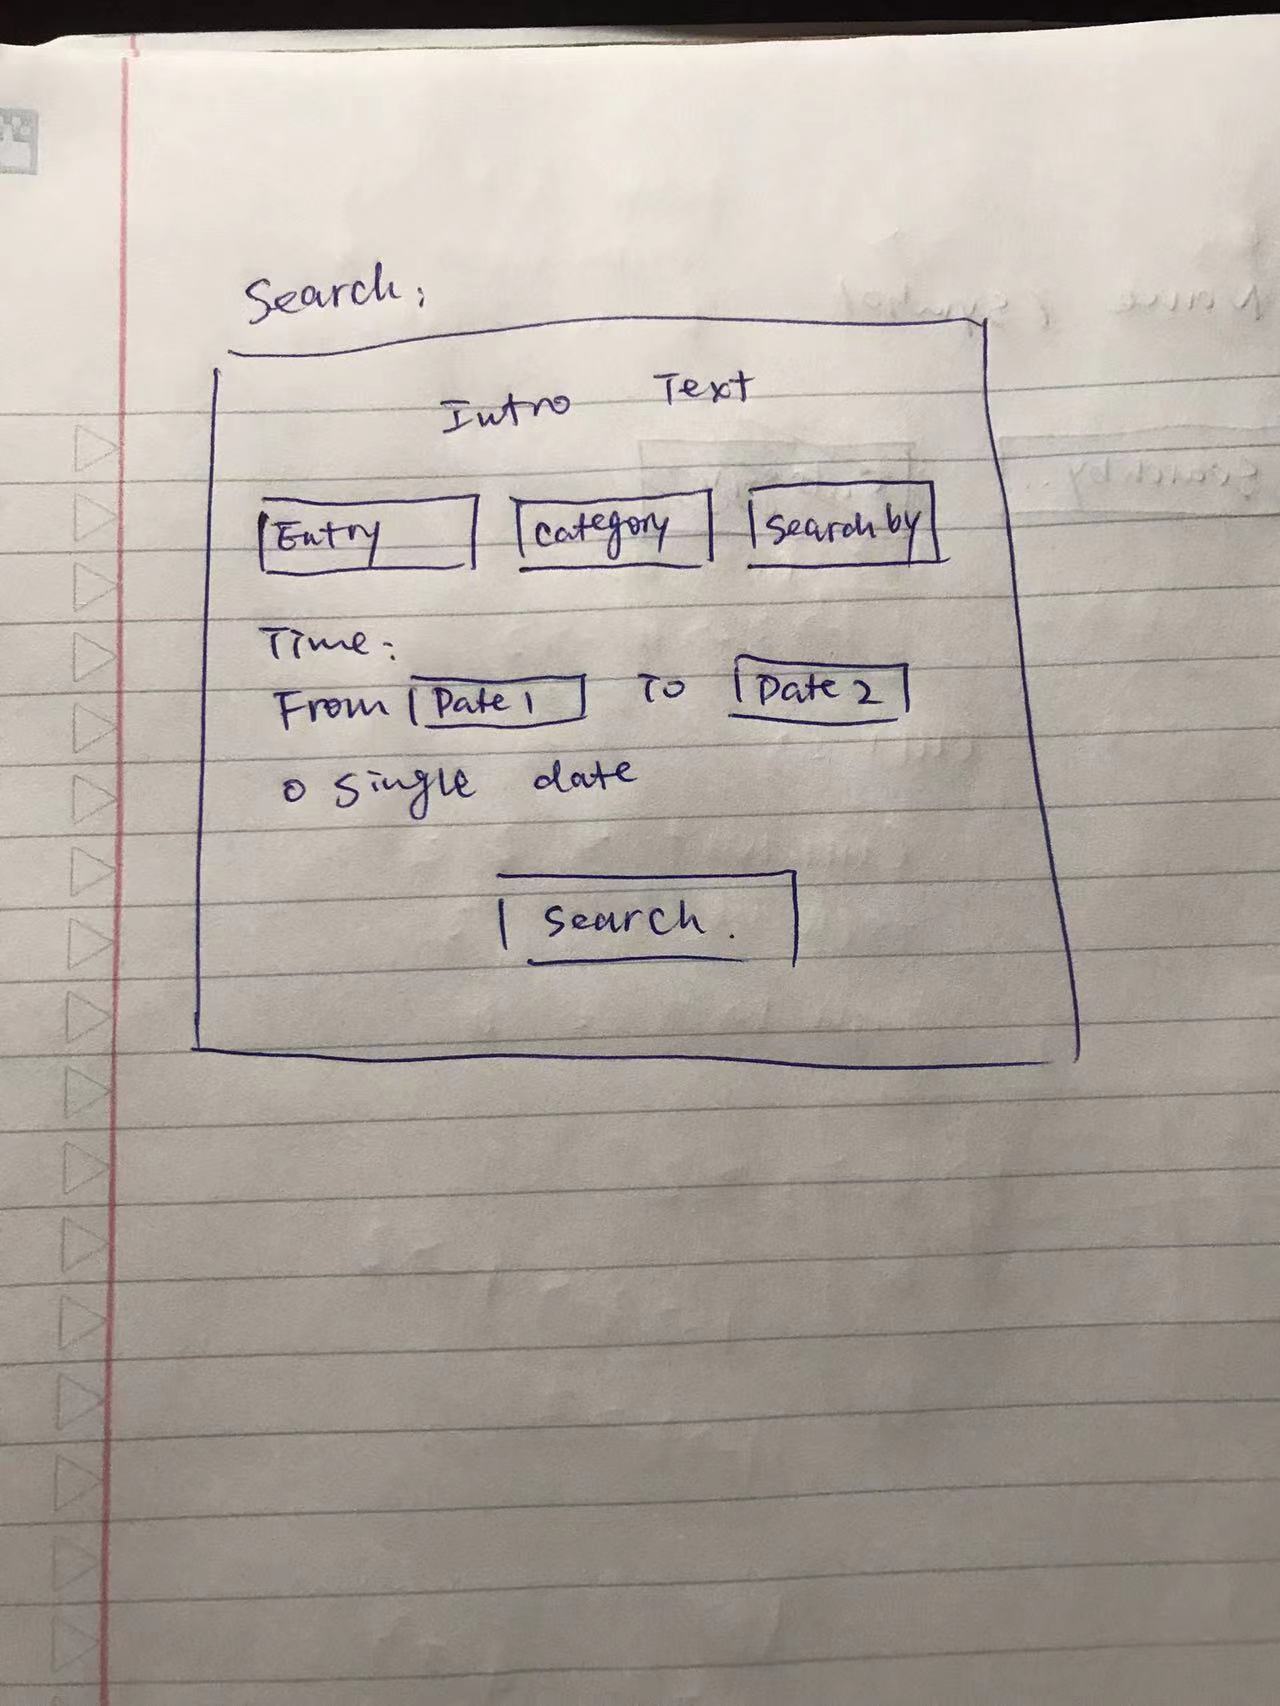 Search:
Intro Text
Entry category Search by
Time:
From Date 1 To Date 2
o single date
Search.